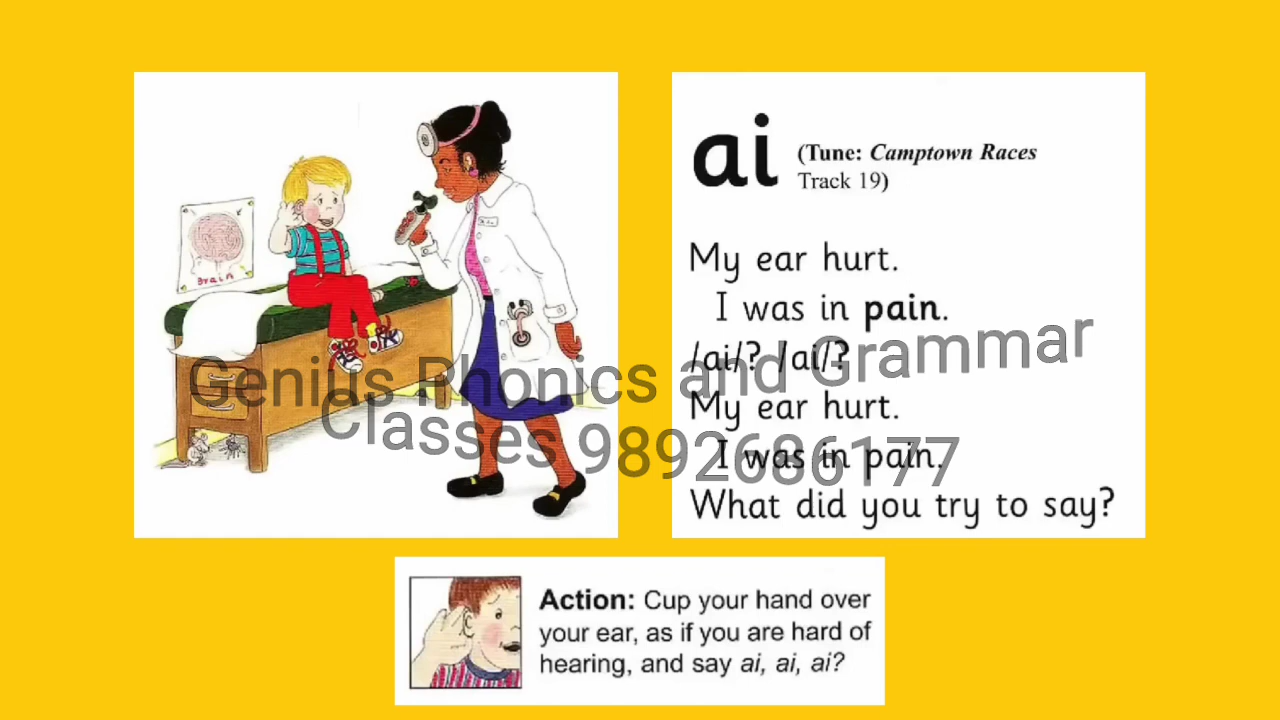 Brain
ai
(Tune: Camptown Races
Track 19)
My ear hurt.
I was in pain.
/ai/? /ai/?
My ear hurt.
I was in pain.
What did you try to say?
Genius Phonics and Grammar
Classes 9892686177
Action: Cup your hand over
your ear, as if you are hard of
hearing, and say ai, ai, ai?